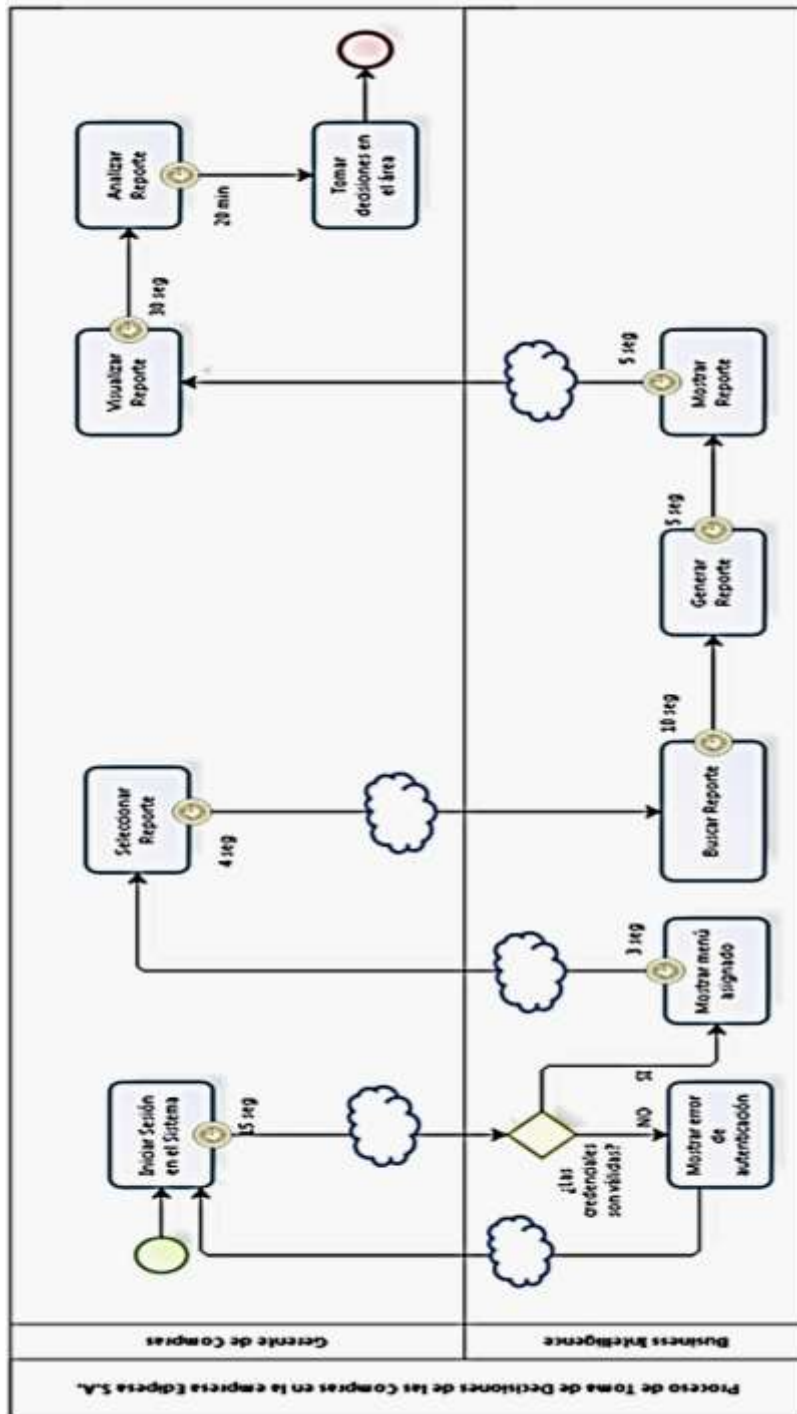 Proceso de Toma de Decisiones de las Compras en la empresa Edipesa S.A.
Gerente de Compras
Iniciar Sesión
en el Sistema
15 seg
Seleccionar
Reporte
4 seg
Visualizar
Reporte
30 seg
Analizar
Reporte
20 min
Tomar
decisiones en
el área
Business Intelligence
¿Las
credenciales
son válidas?
NO
SI
Mostrar error
de
autenticación
Mostrar menú
asignado
3 seg
Buscar Reporte
10 seg
Generar
Reporte
5 seg
Mostrar
Reporte
5 seg